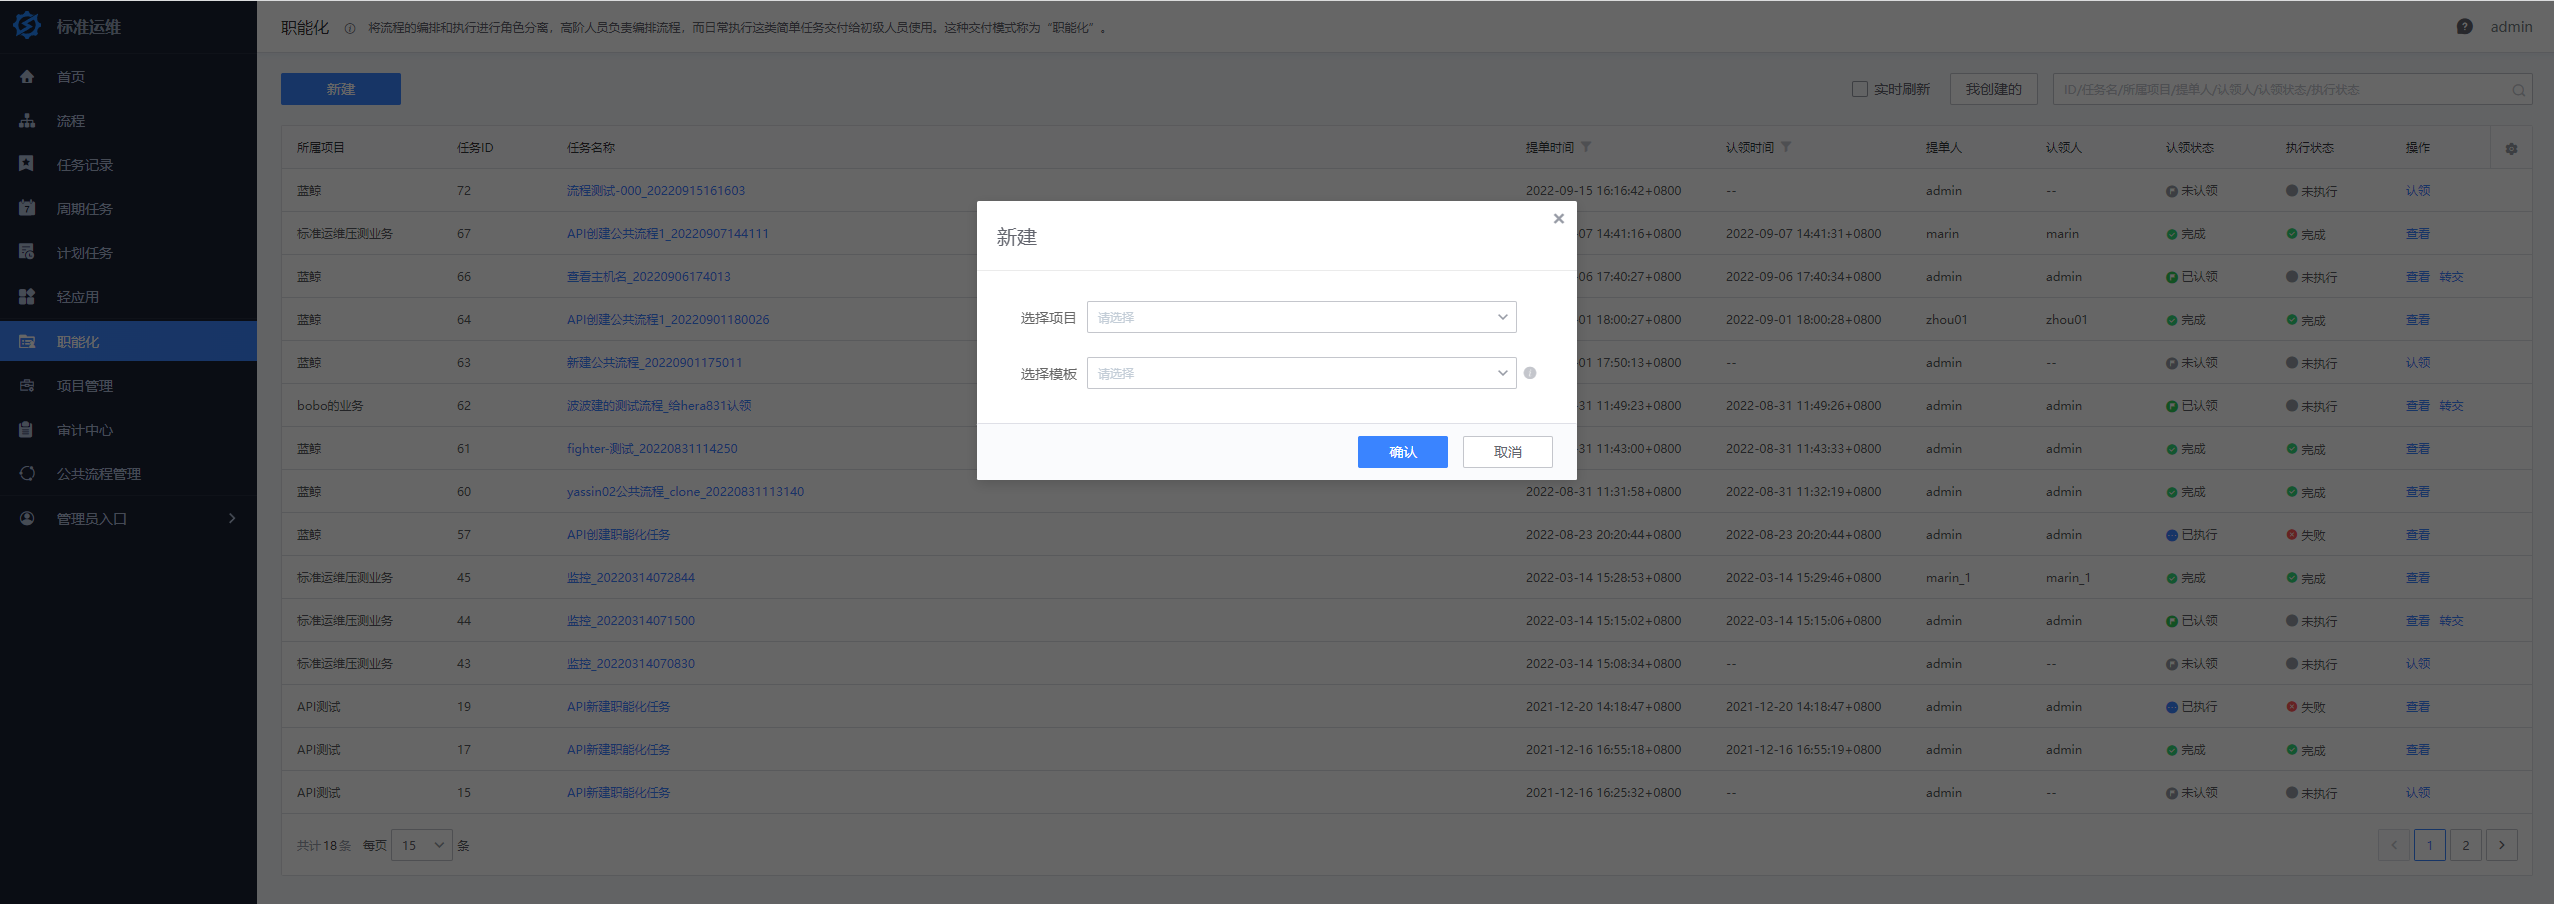 标准运维
首页
流程
任务记录
周期任务
计划任务
轻应用
职能化
项目管理
审计中心
公共流程管理
管理员入口
职能化 将流程的编排和执行进行角色分离，高阶人员负责编排流程，而日常执行这类简单任务交付给初级人员使用。这种交付模式称为“职能化”。
admin
新建 实时刷新 我创建的 ID/任务名/所属项目/提单人/认领人/认领状态/执行状态
所属项目 任务ID 任务名称 提单时间 认领时间 提单人 认领人 认领状态 执行状态 操作
蓝鲸 72 流程测试-000_20220915161603 2022-09-15 16:16:42+0800 -- admin -- 未认领 未执行 认领
标准运维压测业务 67 API创建公共流程1_20220907144111 07 14:41:16+0800 2022-09-07 14:41:31+0800 marin marin 完成 完成 查看
蓝鲸 66 查看主机名_20220906174013 06 17:40:27+0800 2022-09-06 17:40:34+0800 admin admin 已认领 未执行 查看 转交
蓝鲸 64 API创建公共流程1_20220901180026 01 18:00:27+0800 2022-09-01 18:00:28+0800 zhou01 zhou01 完成 完成 查看
蓝鲸 63 新建公共流程_20220901175011 01 17:50:13+0800 -- admin -- 未认领 未执行 认领
bobo的业务 62 波波建的测试流程_给hera831认领 31 11:49:23+0800 2022-08-31 11:49:26+0800 admin admin 已认领 未执行 查看 转交
蓝鲸 61 fighter-测试_20220831114250 31 11:43:00+0800 2022-08-31 11:43:33+0800 admin admin 完成 完成 查看
蓝鲸 60 yassin02公共流程_clone_20220831113140 2022-08-31 11:31:58+0800 2022-08-31 11:32:19+0800 admin admin 完成 完成 查看
蓝鲸 57 API创建职能化任务 2022-08-23 20:20:44+0800 2022-08-23 20:20:44+0800 admin admin 已执行 失败 查看
标准运维压测业务 45 监控_20220314072844 2022-03-14 15:28:53+0800 2022-03-14 15:29:46+0800 marin_1 marin_1 完成 完成 查看
标准运维压测业务 44 监控_20220314071500 2022-03-14 15:15:02+0800 2022-03-14 15:15:06+0800 admin admin 已认领 未执行 查看 转交
标准运维压测业务 43 监控_20220314070830 2022-03-14 15:08:34+0800 -- admin -- 未认领 未执行 认领
API测试 19 API新建职能化任务 2021-12-20 14:18:47+0800 2021-12-20 14:18:47+0800 admin admin 已执行 失败 查看
API测试 17 API新建职能化任务 2021-12-16 16:55:18+0800 2021-12-16 16:55:19+0800 admin admin 完成 完成 查看
API测试 15 API新建职能化任务 2021-12-16 16:25:32+0800 -- admin -- 未认领 未执行 认领
共计18条 每页 15 条 1 2
新建
选择项目 请选择
选择模板 请选择
确认 取消